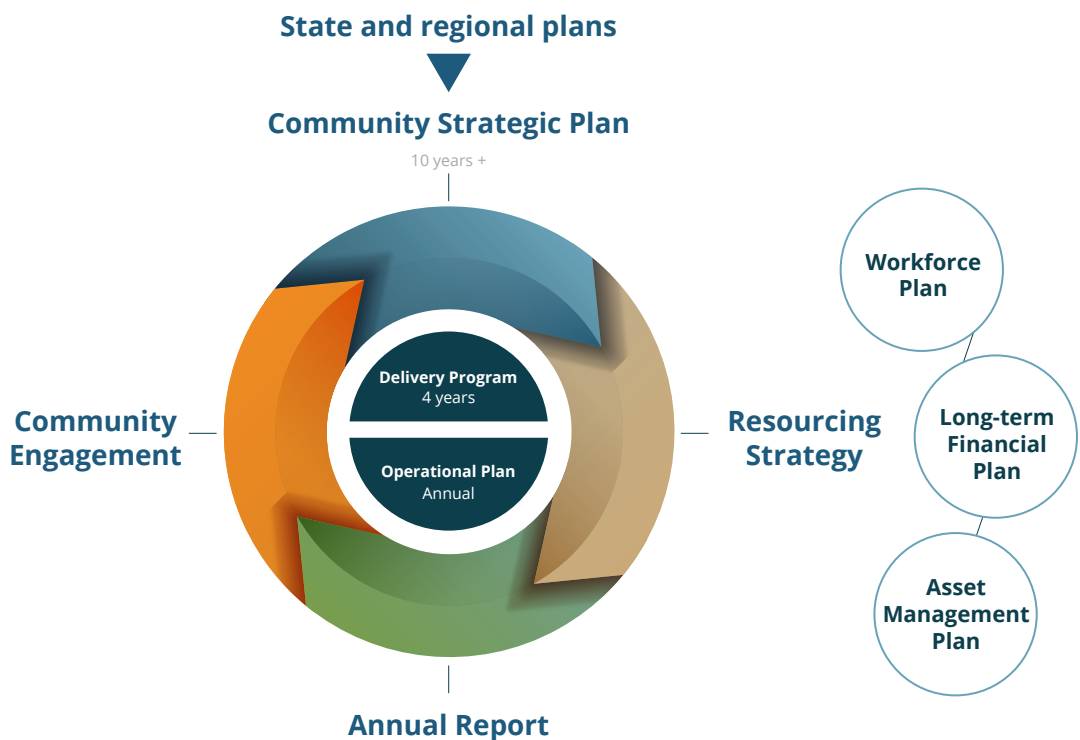 State and regional plans
Community Strategic Plan
10 years +
Delivery Program
4 years
Operational Plan
Annual
Community
Engagement
Resourcing
Strategy
Workforce
Plan
Long-term
Financial
Plan
Asset
Management
Plan
Annual Report